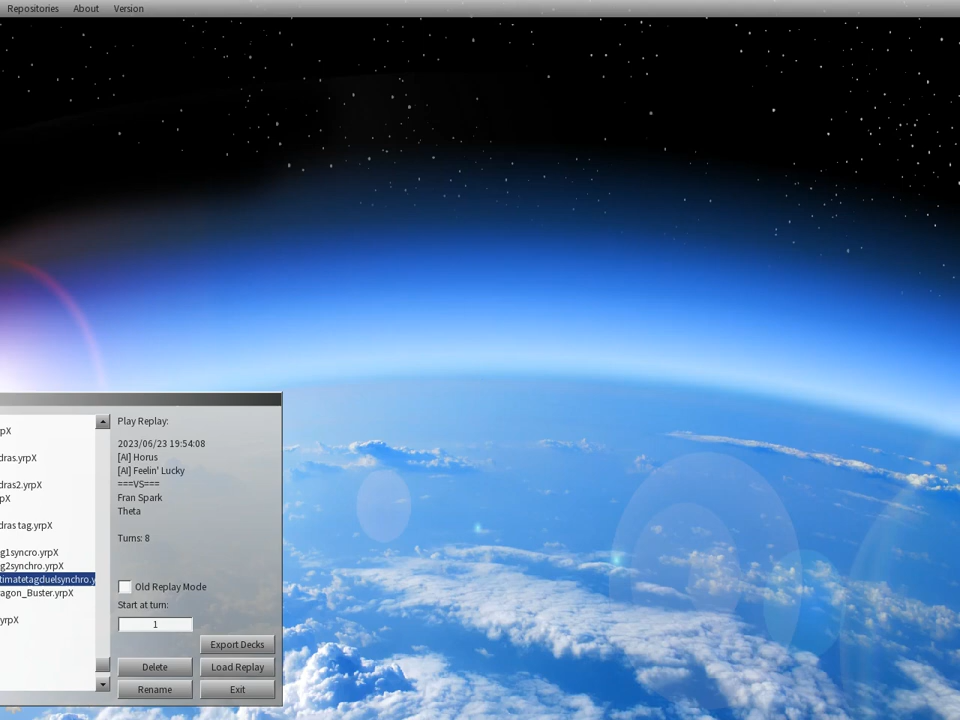 Repositories About Version
pX
dras.yrpX
dras2.yrpX
pX
dras tag.yrpX
g1syncro.yrpX
g2synchro.yrpX
timatetagduelsynchro.y
agon_Buster.yrpX
yrpX
Play Replay:
2023/06/23 19:54:08
[AI] Horus
[AI] Feelin' Lucky
===VS===
Fran Spark
Theta
Turns: 8
Old Replay Mode
Start at turn:
1
Export Decks
Delete Load Replay
Rename Exit